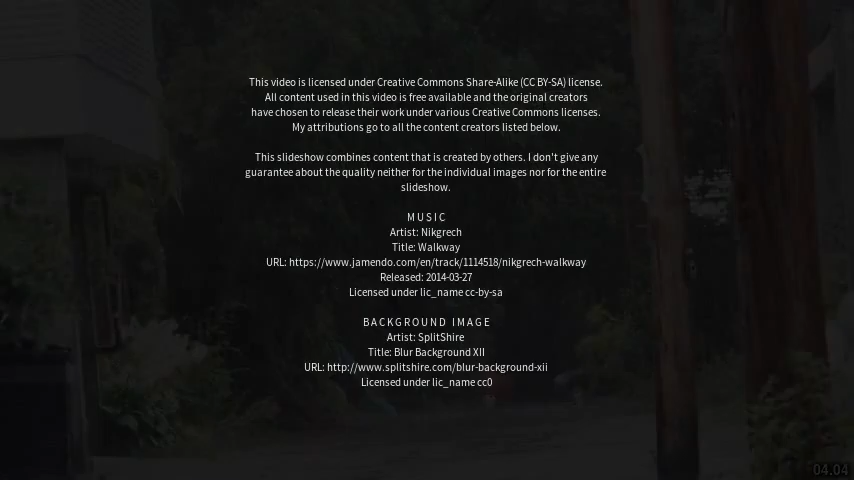 This video is licensed under Creative Commons Share-Alike (CC BY-SA) license.
All content used in this video is free available and the original creators
have chosen to release their work under various Creative Commons licenses.
My attributions go to all the content creators listed below.
This slideshow combines content that is created by others. I don't give any
guarantee about the quality neither for the individual images nor for the entire
slideshow.
MUSIC
Artist: Nikgrech
Title: Walkway
URL: https://www.jamendo.com/en/track/1114518/nikgrech-walkway
Released: 2014-03-27
Licensed under lic_name cc-by-sa
BACKGROUND IMAGE
Artist: SplitShire
Title: Blur Background XII
URL: http://www.splitshire.com/blur-background-xii
Licensed under lic_name cc0
04.04